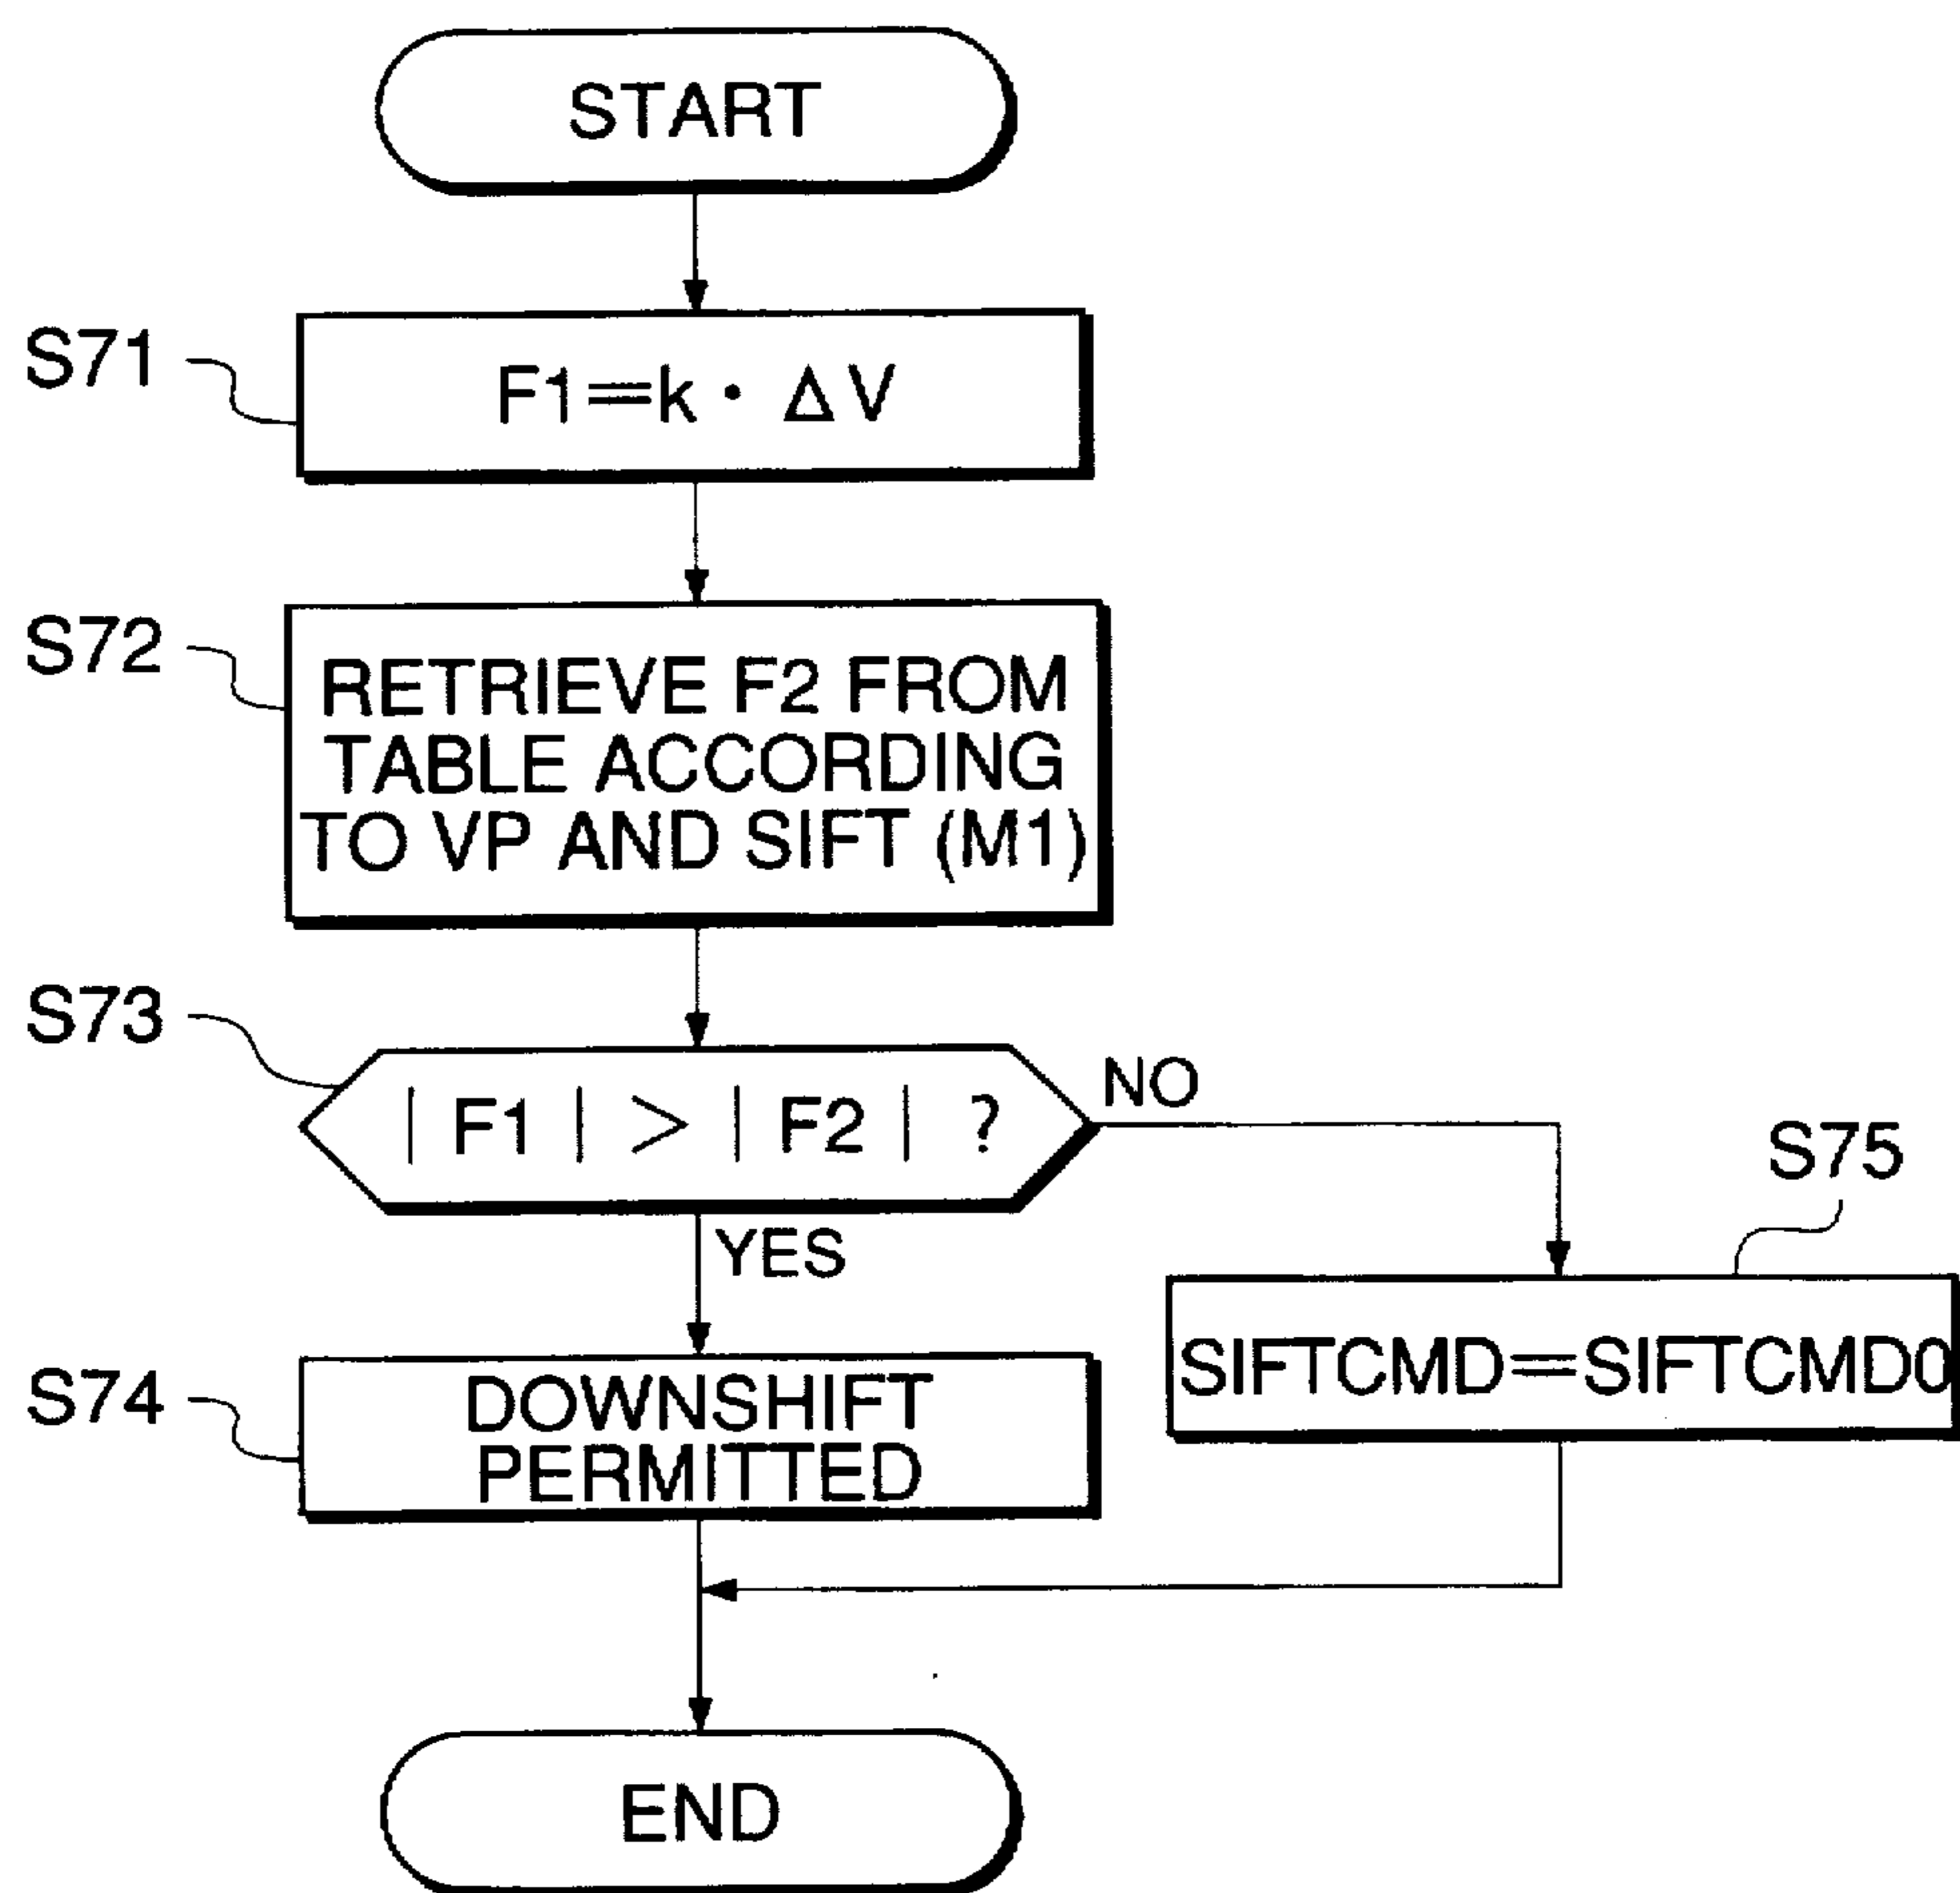 START
S71
F1=k・ΔV
S72
RETRIEVE F2 FROM
TABLE ACCORDING
TO VP AND SIFT (M1)
S73
| F1 | > | F2 | ?
NO
YES
S75
SIFTCMD=SIFTCMD0
S74
DOWNSHIFT
PERMITTED
END